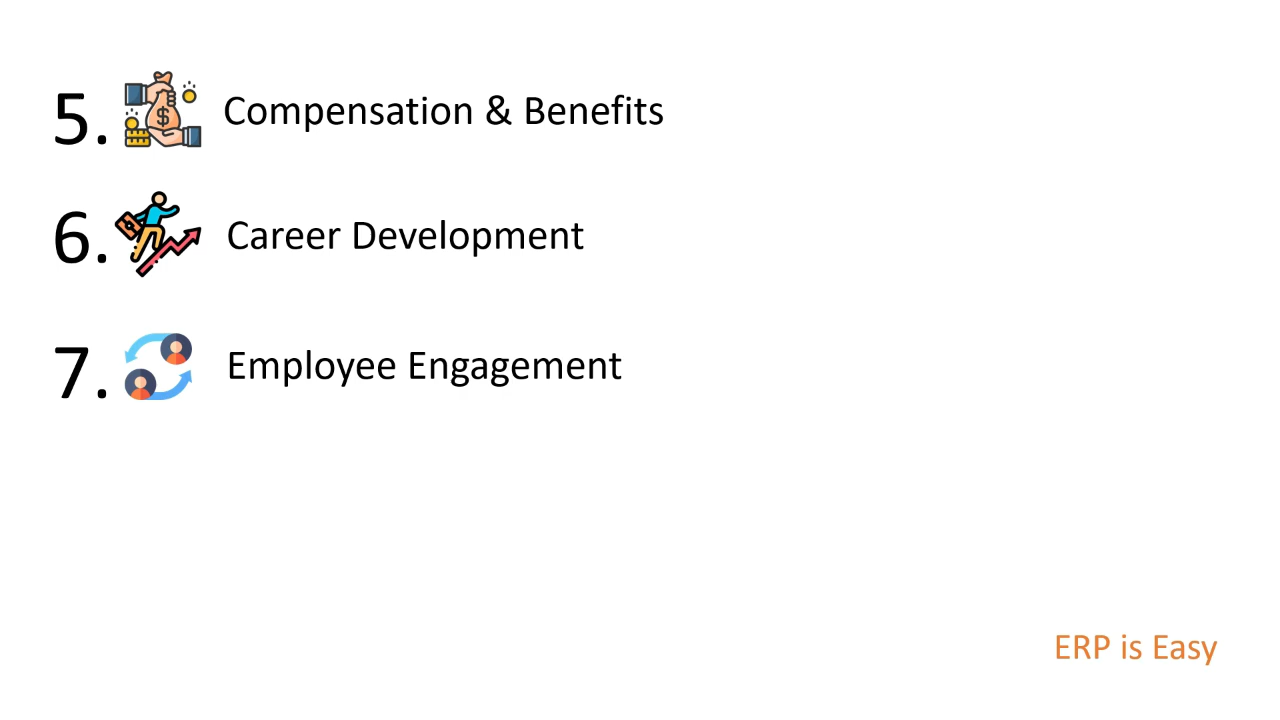 5. Compensation & Benefits
6. Career Development
7. Employee Engagement
ERP is Easy